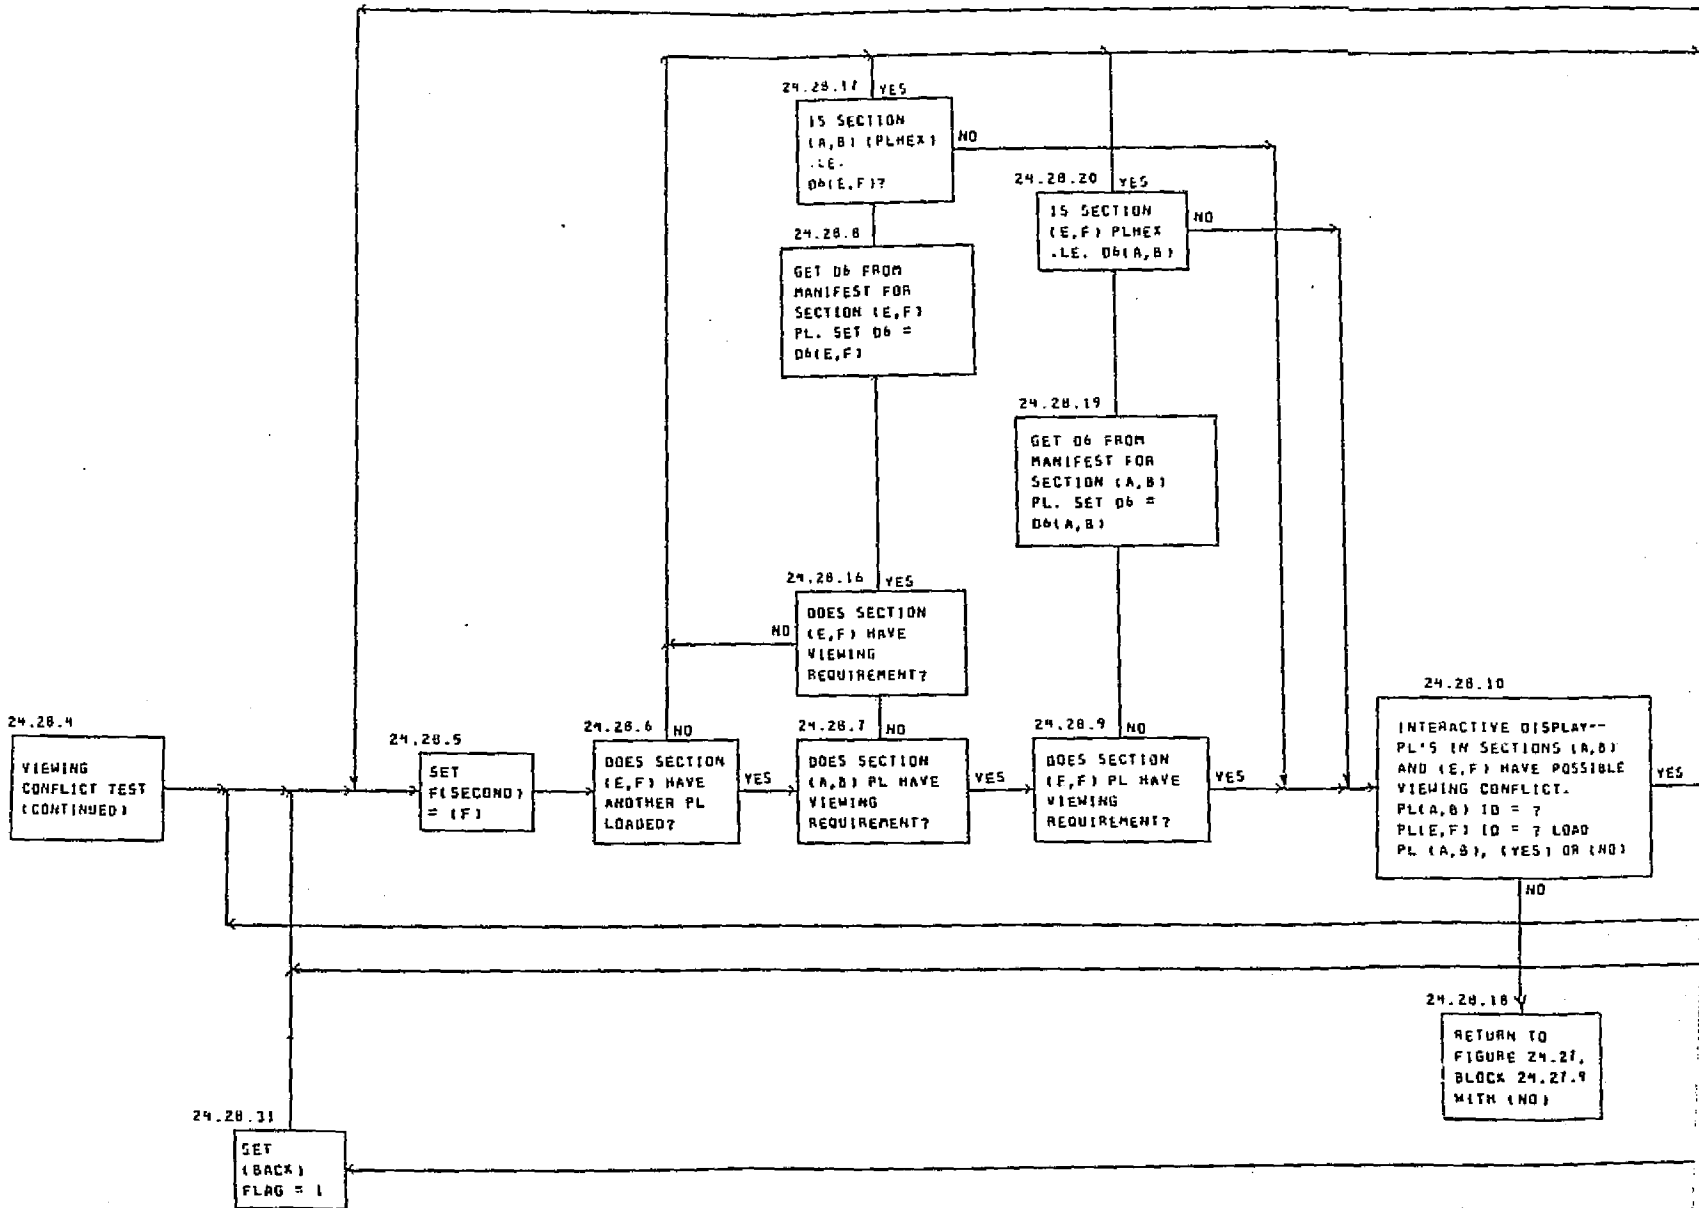 24.28.17 YES
IS SECTION
(A,B) (PLHEX)
.LE.
D6(E,F)?
NO
24.28.20 YES
IS SECTION
(E,F) PLHEX
.LE. D6(A,B)
NO
24.28.8
GET D6 FROM
MANIFEST FOR
SECTION (E,F)
PL. SET D6 =
D6(E,F)
24.28.19
GET D6 FROM
MANIFEST FOR
SECTION (A,B)
PL. SET D6 =
D6(A,B)
24.28.16 YES
DOES SECTION
(E,F) HAVE
VIEWING
REQUIREMENT?
NO
24.28.4
VIEWING
CONFLICT TEST
(CONTINUED)
24.28.5
SET
F(SECOND)
= (F)
24.28.6 NO
DOES SECTION
(E,F) HAVE
ANOTHER PL
LOADED?
YES
24.28.7 NO
DOES SECTION
(A,B) PL HAVE
VIEWING
REQUIREMENT?
YES
24.28.9 NO
DOES SECTION
(E,F) PL HAVE
VIEWING
REQUIREMENT?
YES
24.28.10
INTERACTIVE DISPLAY--
PL'S IN SECTIONS (A,B)
AND (E,F) HAVE POSSIBLE
VIEWING CONFLICT.
PL(A,B) ID = ?
PL(E,F) ID = ? LOAD
PL (A,B), (YES) OR (NO)
YES
NO
24.28.18
RETURN TO
FIGURE 24.27,
BLOCK 24.27.9
WITH (NO)
24.28.31
SET
(BACK)
FLAG = 1